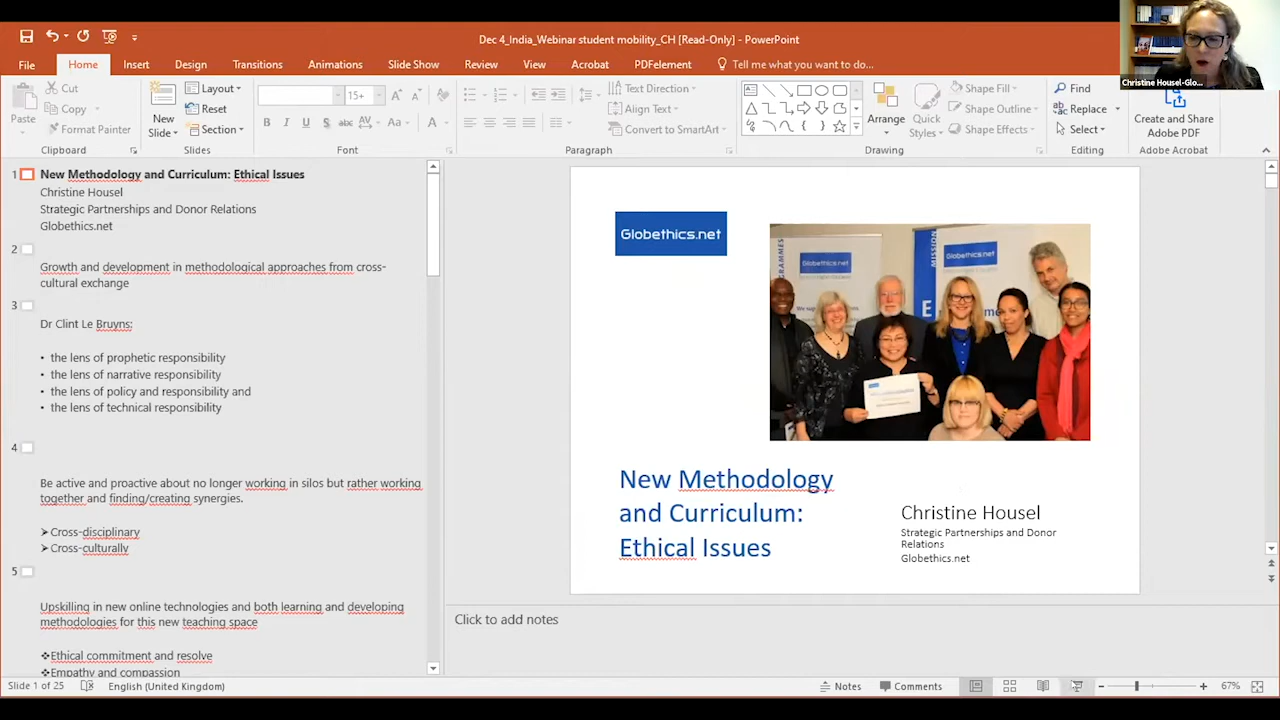 Dec 4_India_Webinar student mobility_CH [Read-Only] - PowerPoint
Christine Housel-Glo...
File Home Insert Design Transitions Animations Slide Show Review View Acrobat PDFelement Tell me what you want to do...
Paste
Cut
Copy
Format Painter
Clipboard
New
Slide
Layout
Reset
Section
Slides
15+
B I U S abc AV Aa A
Font
Text Direction
Align Text
Convert to SmartArt
Paragraph
Arrange
Quick
Styles
Shape Fill
Shape Outline
Shape Effects
Drawing
Find
Replace
Select
Editing
Create and Share
Adobe PDF
Adobe Acrobat
1 New Methodology and Curriculum: Ethical Issues
Christine Housel
Strategic Partnerships and Donor Relations
Globethics.net
2
Growth and development in methodological approaches from cross-
cultural exchange
3
Dr Clint Le Bruyns:
• the lens of prophetic responsibility
• the lens of narrative responsibility
• the lens of policy and responsibility and
• the lens of technical responsibility
4
Be active and proactive about no longer working in silos but rather working
together and finding/creating synergies.
➢ Cross-disciplinary
➢ Cross-culturally
5
Upskilling in new online technologies and both learning and developing
methodologies for this new teaching space
❖Ethical commitment and resolve
❖Empathy and compassion
Globethics.net
Globethics.net
MISSION
Globethics.net
New Methodology
and Curriculum:
Ethical Issues
Christine Housel
Strategic Partnerships and Donor
Relations
Globethics.net
Click to add notes
Slide 1 of 25 English (United Kingdom) Notes Comments 67%